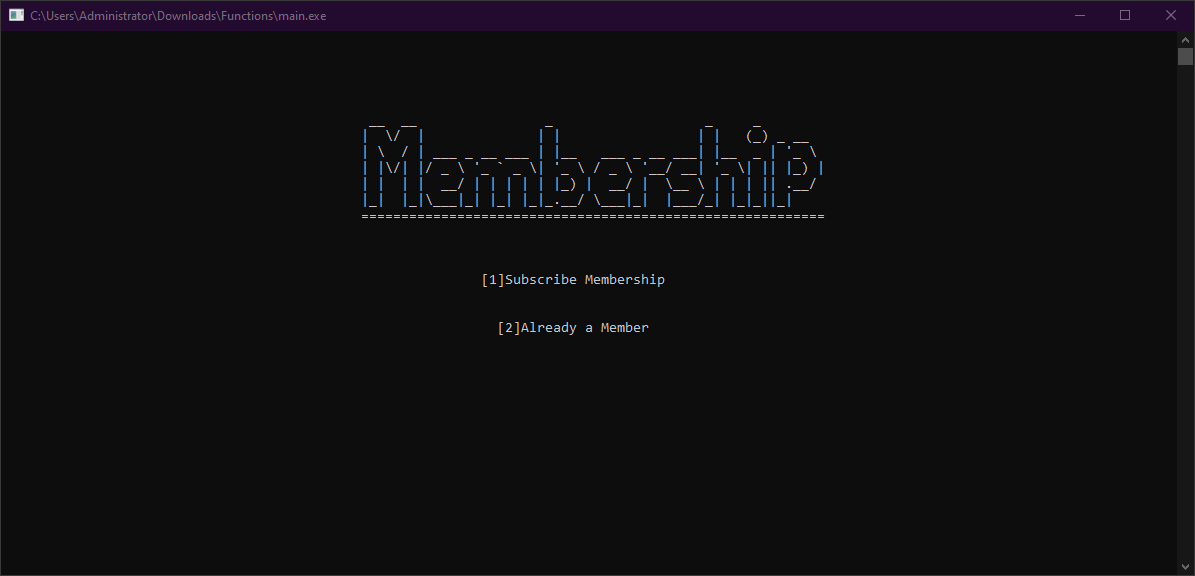 C:\Users\Administrator\Downloads\Functions\main.exe
Membership
[1]Subscribe Membership
[2]Already a Member